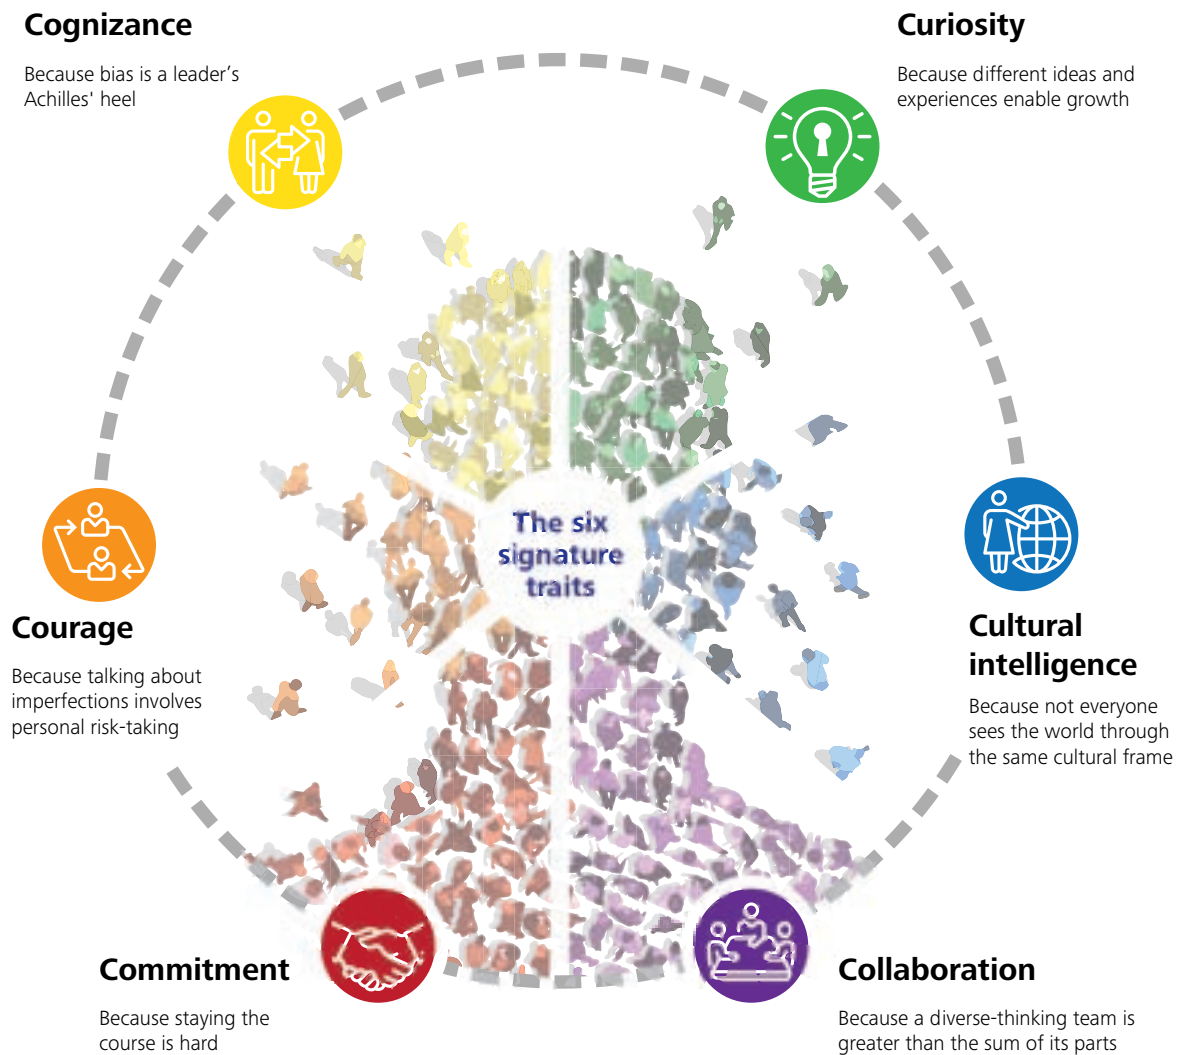 Cognizance
Because bias is a leader's
Achilles' heel
Curiosity
Because different ideas and
experiences enable growth
The six
signature
traits
Courage
Because talking about
imperfections involves
personal risk-taking
Cultural
intelligence
Because not everyone
sees the world through
the same cultural frame
Commitment
Because staying the
course is hard
Collaboration
Because a diverse-thinking team is
greater than the sum of its parts